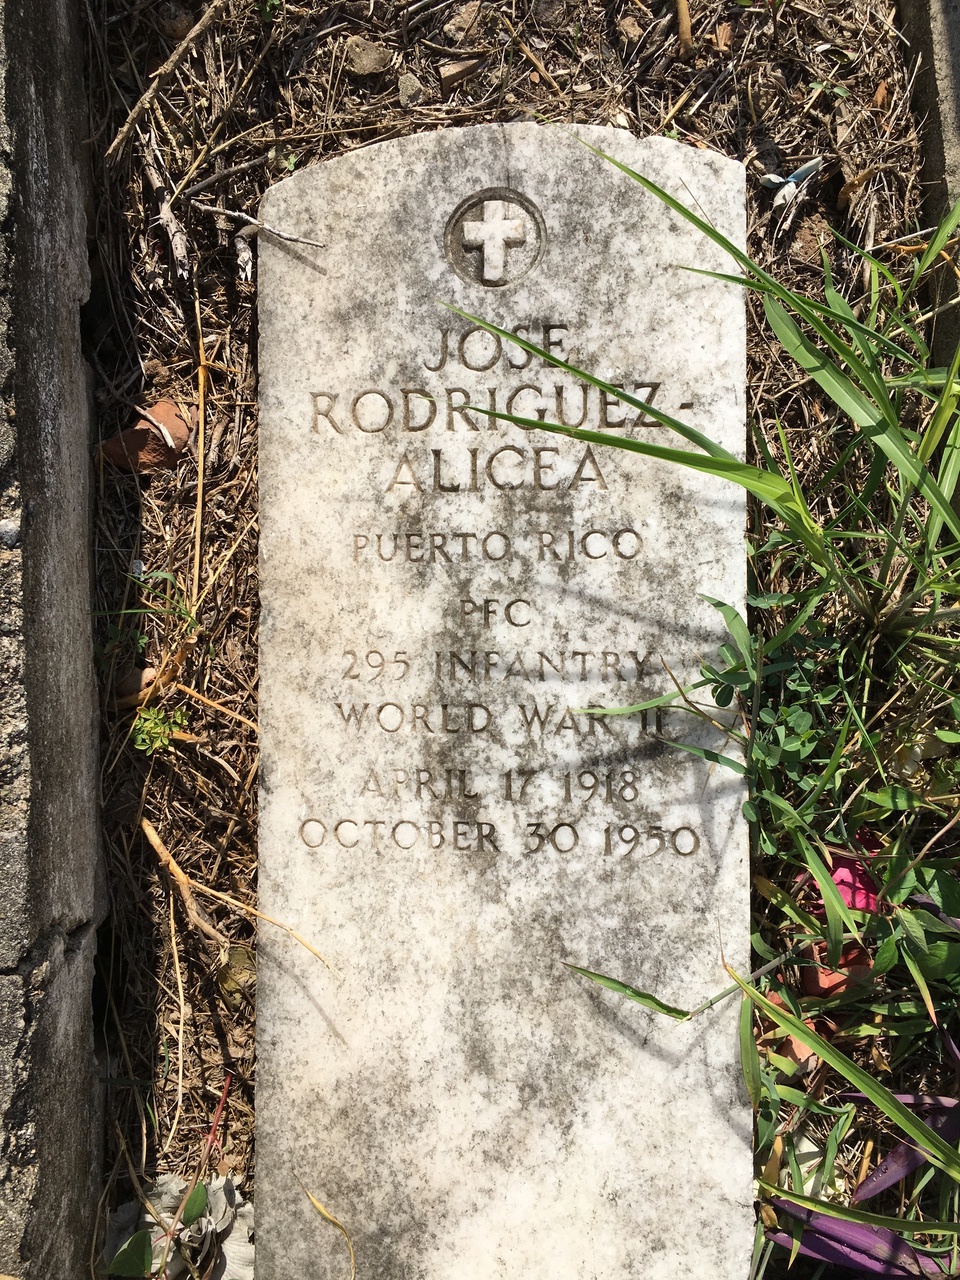 JOSE
RODRIGUEZ-
ALICEA
PUERTO RICO
PFC
295 INFANTRY
WORLD WAR II
APRIL 17 1918
OCTOBER 30 1950